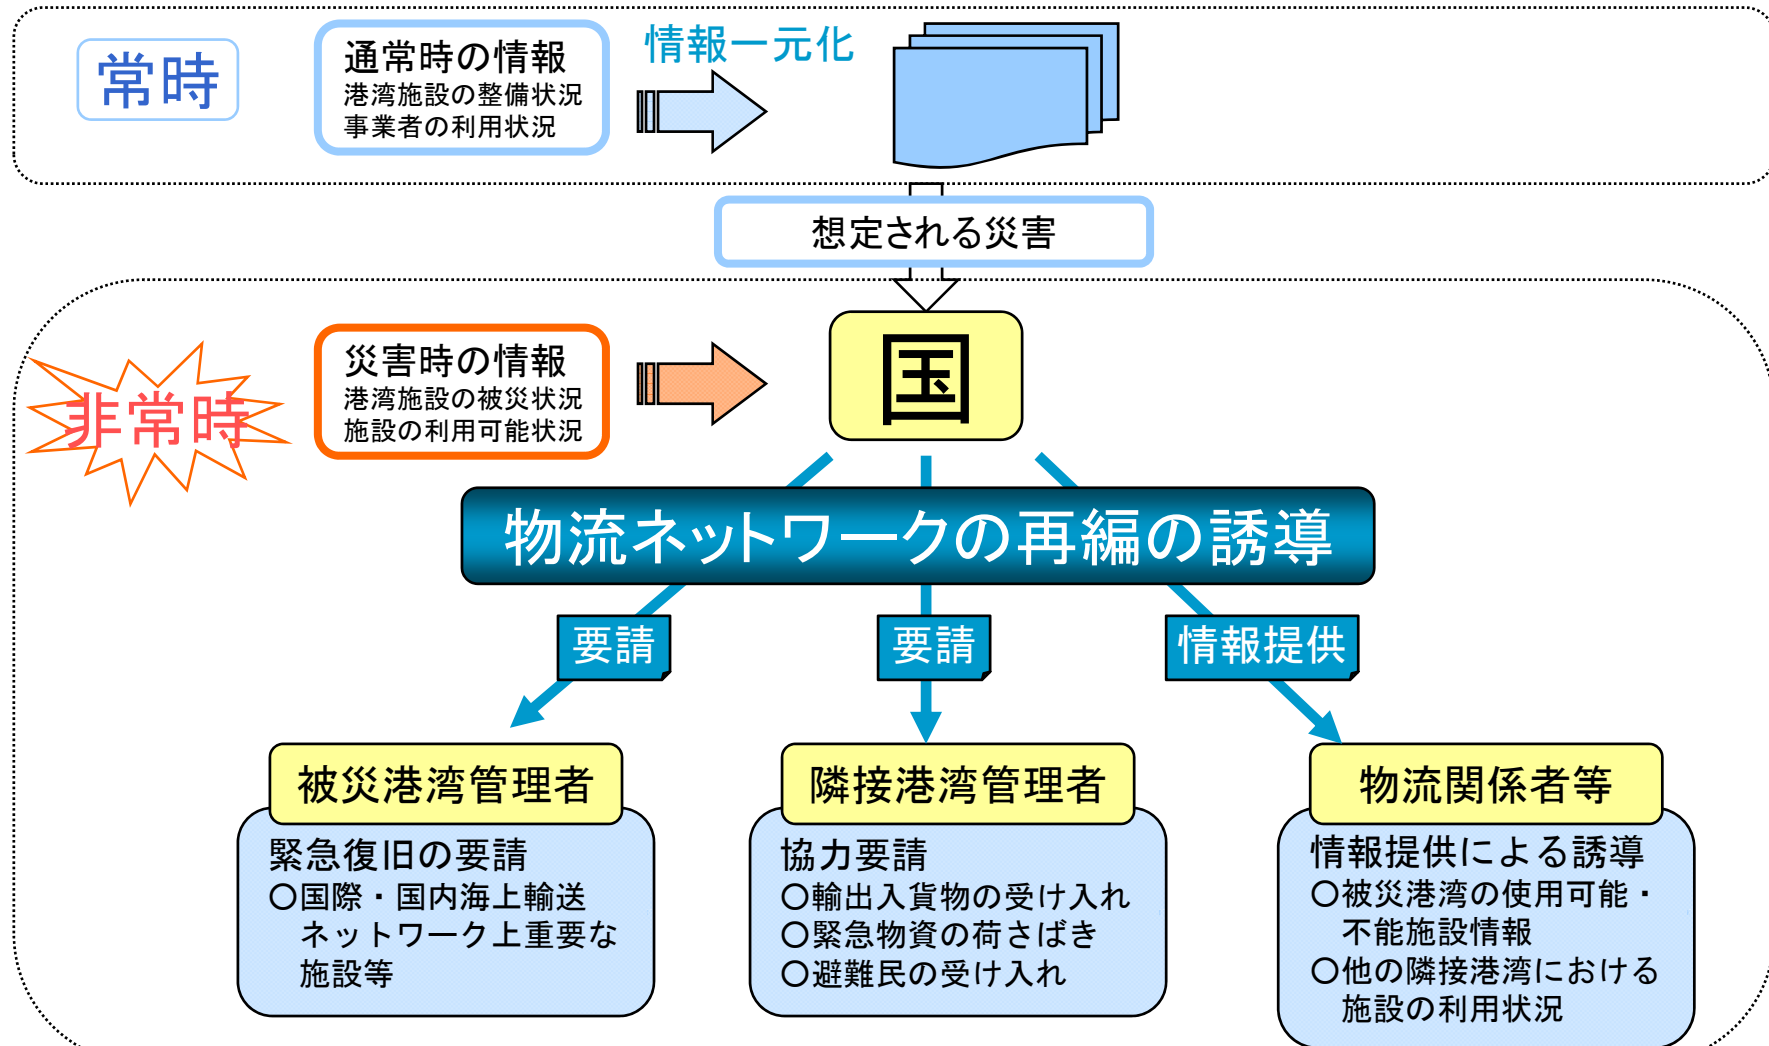 常時
通常時の情報
港湾施設の整備状況
事業者の利用状況
情報一元化
想定される災害
非常時
災害時の情報
港湾施設の被災状況
施設の利用可能状況
国
物流ネットワークの再編の誘導
要請
要請
情報提供
被災港湾管理者
緊急復旧の要請
○国際・国内海上輸送
ネットワーク上重要な
施設等
隣接港湾管理者
協力要請
○輸出入貨物の受け入れ
○緊急物資の荷さばき
○避難民の受け入れ
物流関係者等
情報提供による誘導
○被災港湾の使用可能・
不能施設情報
○他の隣接港湾における
施設の利用状況